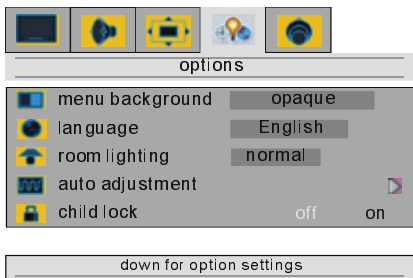 options
menu background opaque
language English
room lighting normal
auto adjustment
child lock off on
down for option settings